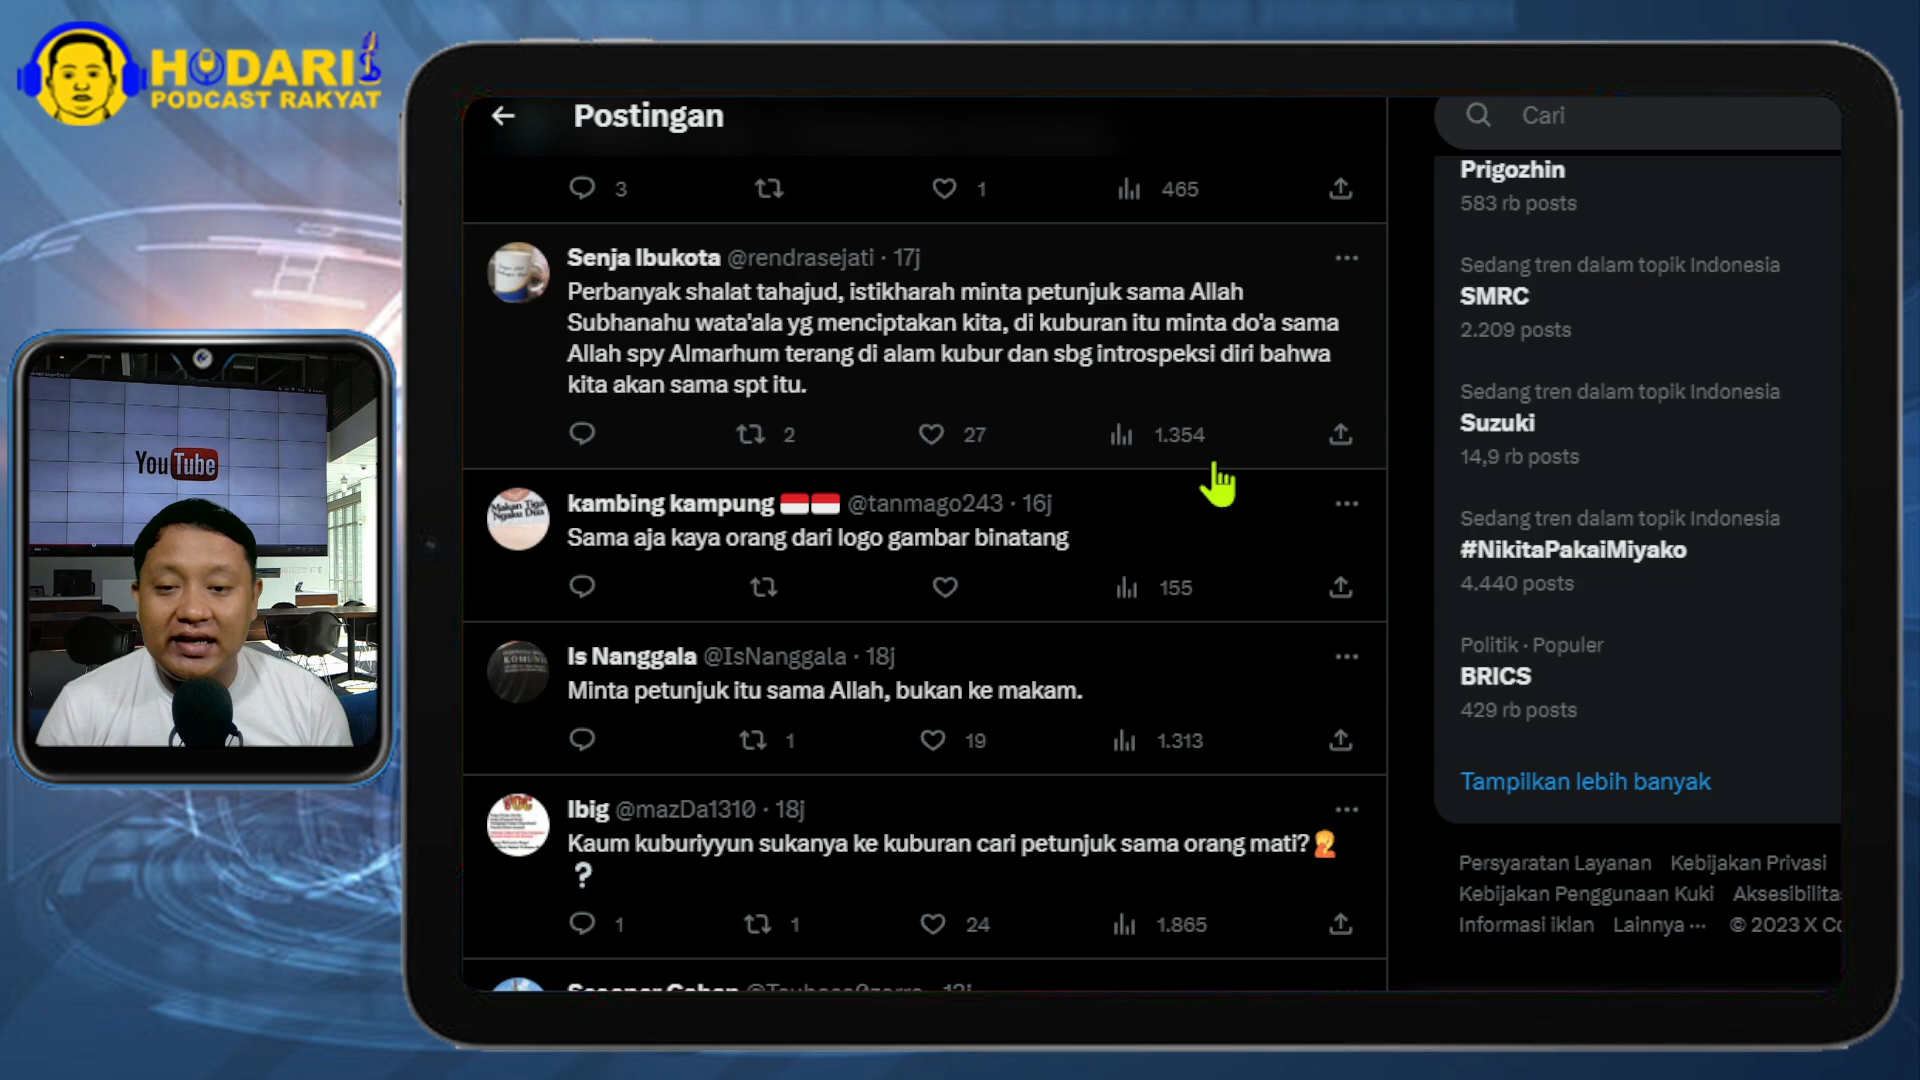 HODARI
PODCAST RAKYAT
YouTube
Postingan
3
1
465
Senja Ibukota @rendrasejati · 17j
Perbanyak shalat tahajud, istikharah minta petunjuk sama Allah
Subhanahu wata'ala yg menciptakan kita, di kuburan itu minta do'a sama
Allah spy Almarhum terang di alam kubur dan sbg introspeksi diri bahwa
kita akan sama spt itu.
2
27
1.354
kambing kampung @tanmago243 · 16j
Sama aja kaya orang dari logo gambar binatang
155
Is Nanggala @IsNanggala · 18j
Minta petunjuk itu sama Allah, bukan ke makam.
1
19
1.313
Ibig @mazDa1310 · 18j
Kaum kuburiyyun sukanya ke kuburan cari petunjuk sama orang mati?
?
1
1
24
1.865
Cari
Prigozhin
583 rb posts
Sedang tren dalam topik Indonesia
SMRC
2.209 posts
Sedang tren dalam topik Indonesia
Suzuki
14,9 rb posts
Sedang tren dalam topik Indonesia
#NikitaPakaiMiyako
4.440 posts
Politik · Populer
BRICS
429 rb posts
Tampilkan lebih banyak
Persyaratan Layanan Kebijakan Privasi
Kebijakan Penggunaan Kuki Aksesibilita
Informasi iklan Lainnya ··· © 2023 X Co